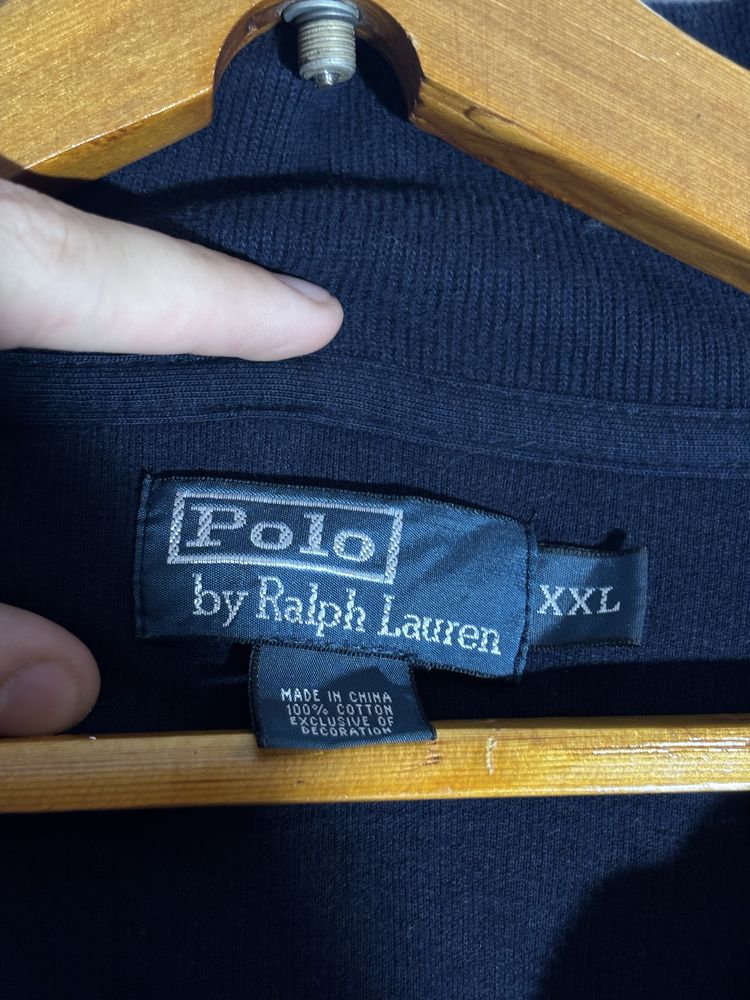 Polo
by Ralph Lauren
XXL
MADE IN CHINA
100% COTTON
EXCLUSIVE OF
DECORATION